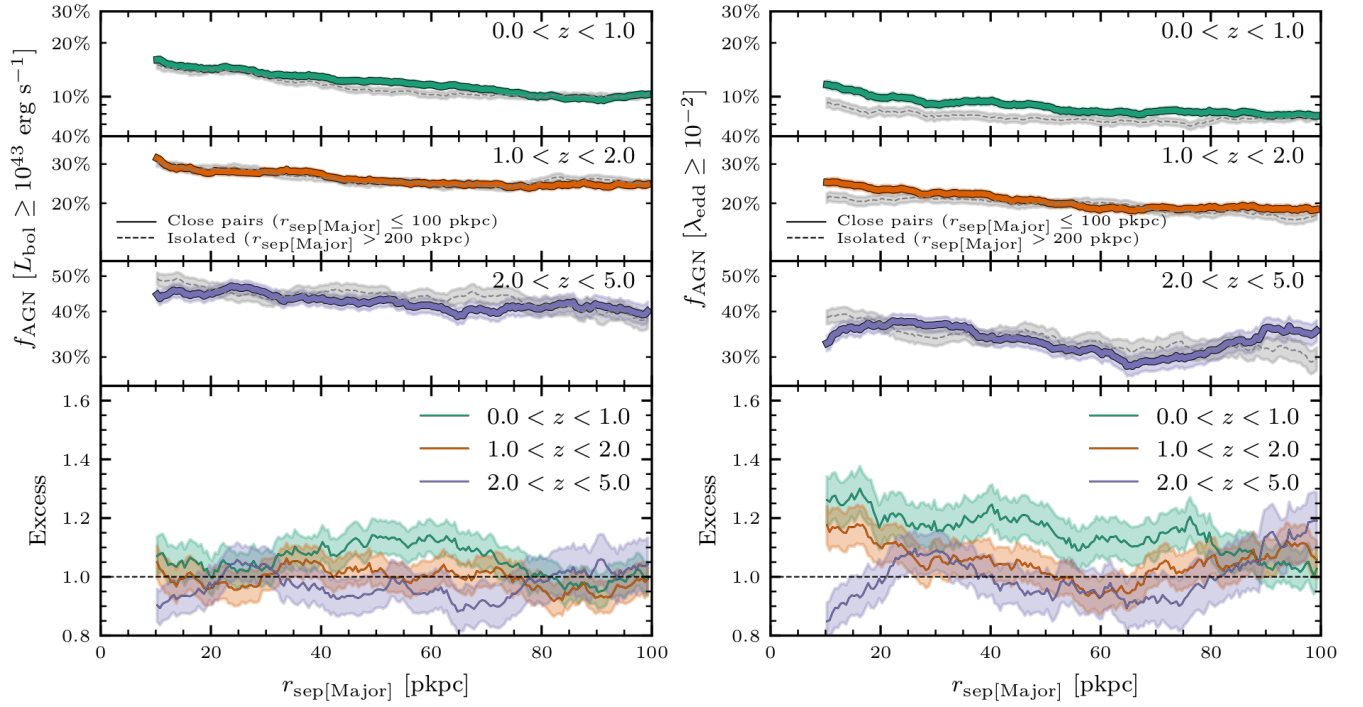 f_AGN [L_bol ≥ 10^43 erg s^−1]
30%
20%
10%
0.0 < z < 1.0
40%
30%
20%
1.0 < z < 2.0
Close pairs (r_sep[Major] ≤ 100 pkpc)
Isolated (r_sep[Major] > 200 pkpc)
50%
40%
30%
2.0 < z < 5.0
Excess
1.6
1.4
1.2
1.0
0.8
0.0 < z < 1.0
1.0 < z < 2.0
2.0 < z < 5.0
0 20 40 60 80 100
r_sep[Major] [pkpc]
f_AGN [λ_edd ≥ 10^−2]
30%
20%
10%
0.0 < z < 1.0
40%
30%
20%
1.0 < z < 2.0
Close pairs (r_sep[Major] ≤ 100 pkpc)
Isolated (r_sep[Major] > 200 pkpc)
50%
40%
30%
2.0 < z < 5.0
Excess
1.6
1.4
1.2
1.0
0.8
0.0 < z < 1.0
1.0 < z < 2.0
2.0 < z < 5.0
0 20 40 60 80 100
r_sep[Major] [pkpc]